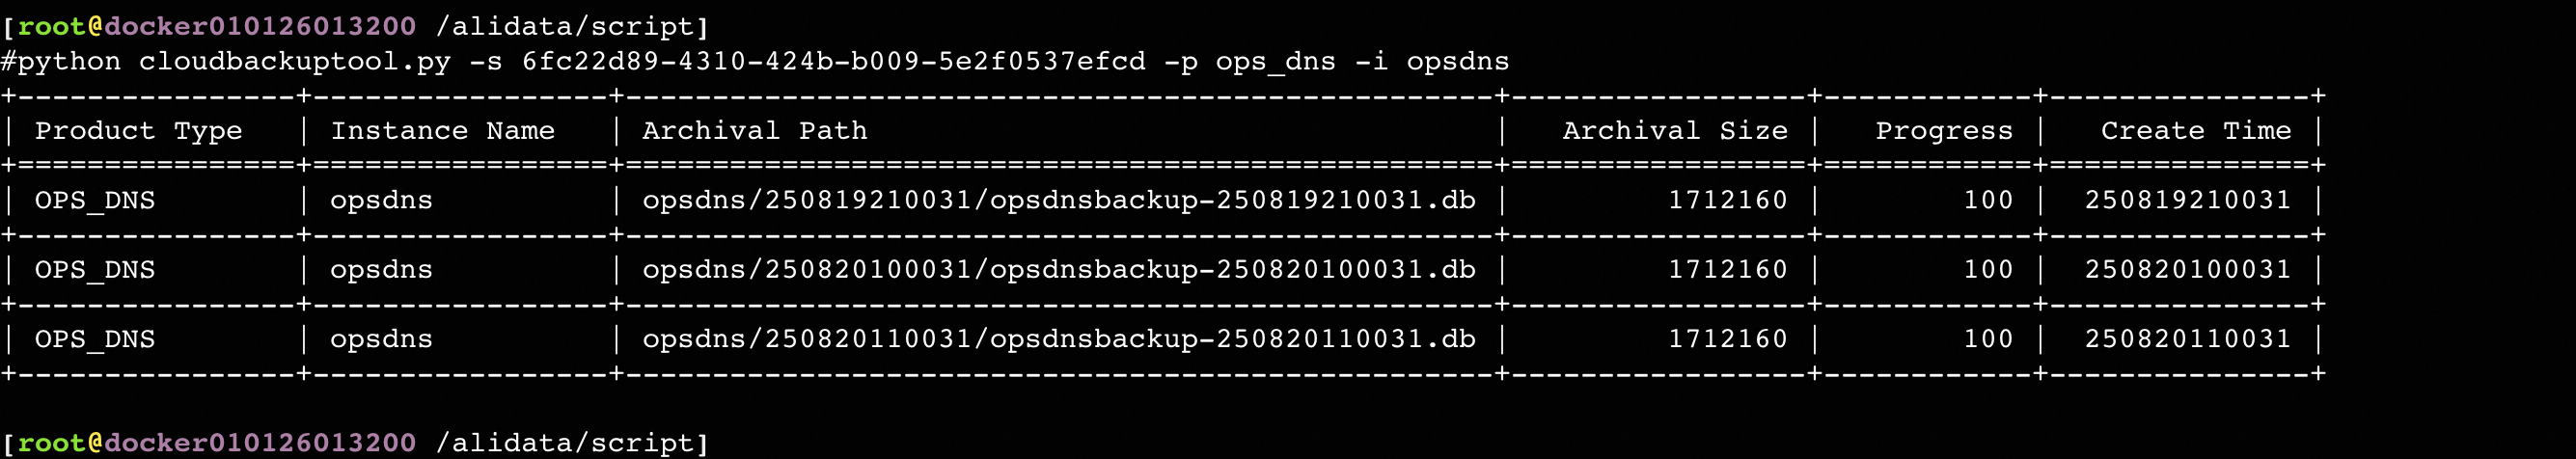 [root@docker010126013200 /alidata/script]
#python cloudbackuptool.py -s 6fc22d89-4310-424b-b009-5e2f0537efcd -p ops_dns -i opsdns
+----------------+-----------------+--------------------------------------------------+-----------------+------------+---------------+
| Product Type   | Instance Name   | Archival Path                                    |   Archival Size |   Progress |   Create Time |
+================+=================+==================================================+=================+============+===============+
| OPS_DNS        | opsdns          | opsdns/250819210031/opsdnsbackup-250819210031.db |         1712160 |        100 |  250819210031 |
+----------------+-----------------+--------------------------------------------------+-----------------+------------+---------------+
| OPS_DNS        | opsdns          | opsdns/250820100031/opsdnsbackup-250820100031.db |         1712160 |        100 |  250820100031 |
+----------------+-----------------+--------------------------------------------------+-----------------+------------+---------------+
| OPS_DNS        | opsdns          | opsdns/250820110031/opsdnsbackup-250820110031.db |         1712160 |        100 |  250820110031 |
+----------------+-----------------+--------------------------------------------------+-----------------+------------+---------------+
[root@docker010126013200 /alidata/script]